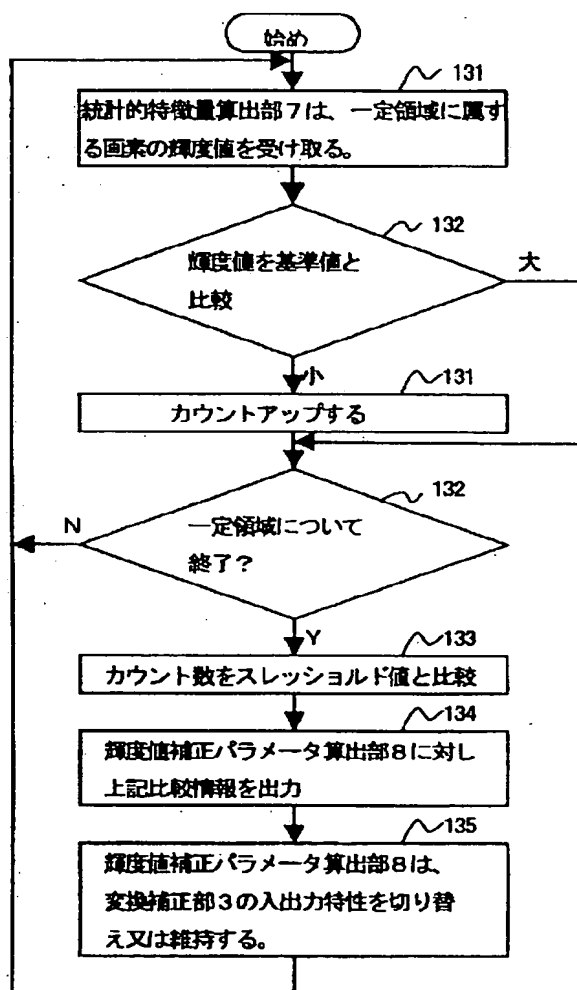 始め
131
統計的特徴量算出部7は、一定領域に属す
る画素の輝度値を受け取る。
132
輝度値を基準値と
比較
大
小
131
カウントアップする
132
一定領域について
終了?
N
Y
133
カウント数をスレッショルド値と比較
134
輝度値補正パラメータ算出部8に対し
上記比較情報を出力
135
輝度値補正パラメータ算出部8は、
変換補正部3の入出力特性を切り替
え又は維持する。